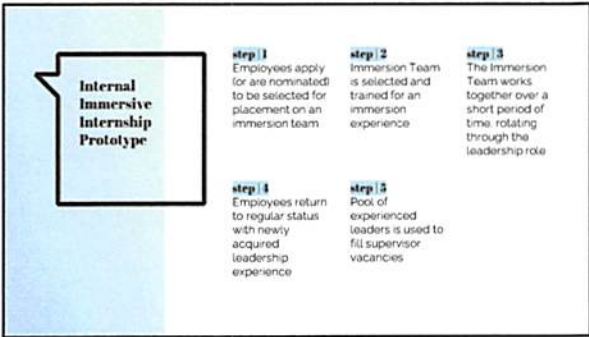 Internal
Immersive
Internship
Prototype
step | 1
Employees apply
(or are nominated)
to be selected for
placement on an
immersion team
step | 2
Immersion Team
is selected and
trained for an
immersion
experience
step | 3
The Immersion
Team works
together over a
short period of
time, rotating
through the
leadership role
step | 4
Employees return
to regular status
with newly
acquired
leadership
experience
step | 5
Pool of
experienced
leaders is used to
fill supervisor
vacancies